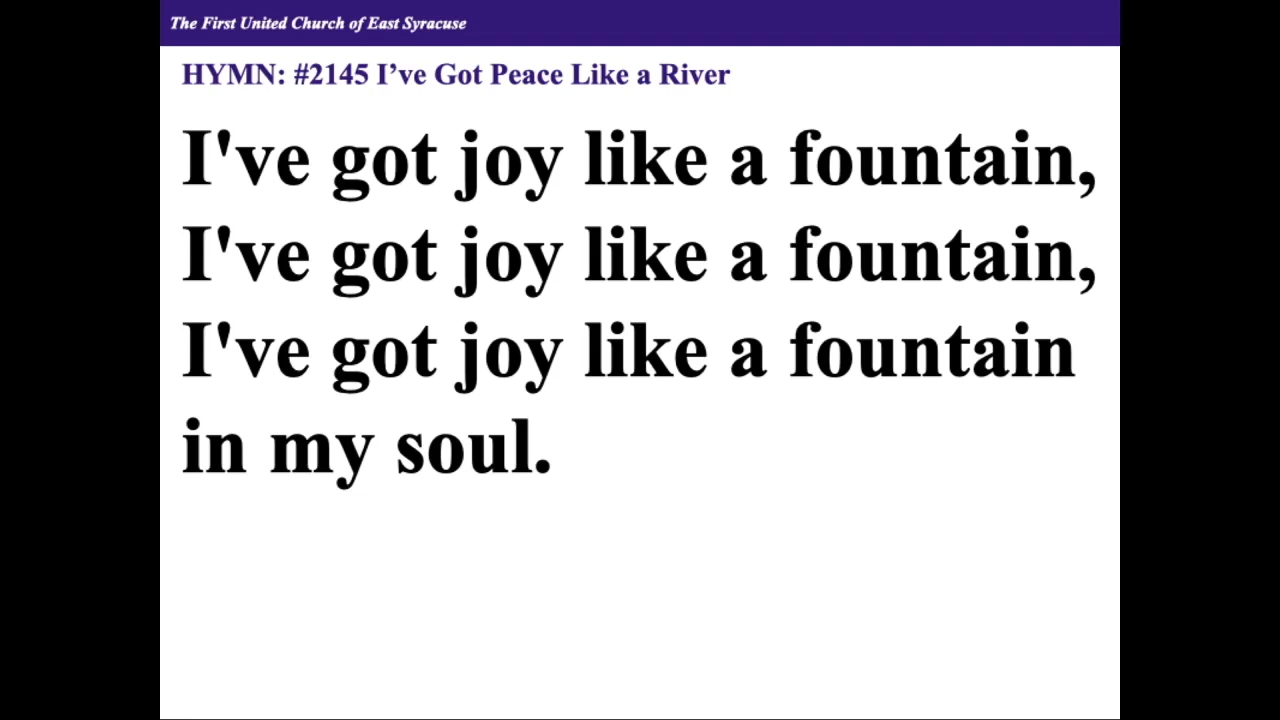 The First United Church of East Syracuse
HYMN: #2145 I’ve Got Peace Like a River
I've got joy like a fountain,
I've got joy like a fountain,
I've got joy like a fountain
in my soul.